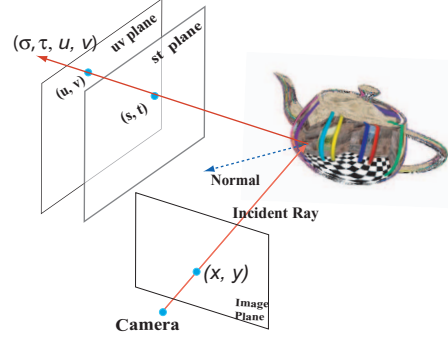 uv plane
st plane
(σ, τ, u, v)
(u, v)
(s, t)
Normal
Incident Ray
(x, y)
Image
Plane
Camera